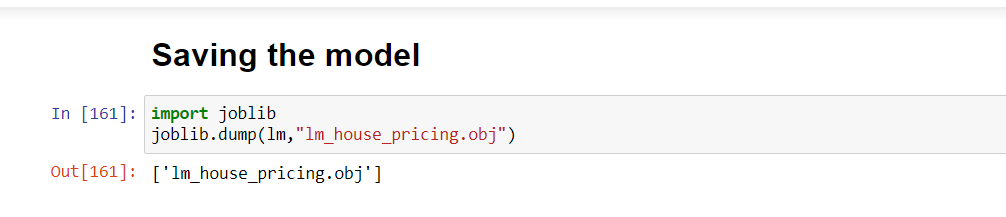 Saving the model
In [161]: import joblib
joblib.dump(lm,"lm_house_pricing.obj")
Out[161]: ['lm_house_pricing.obj']